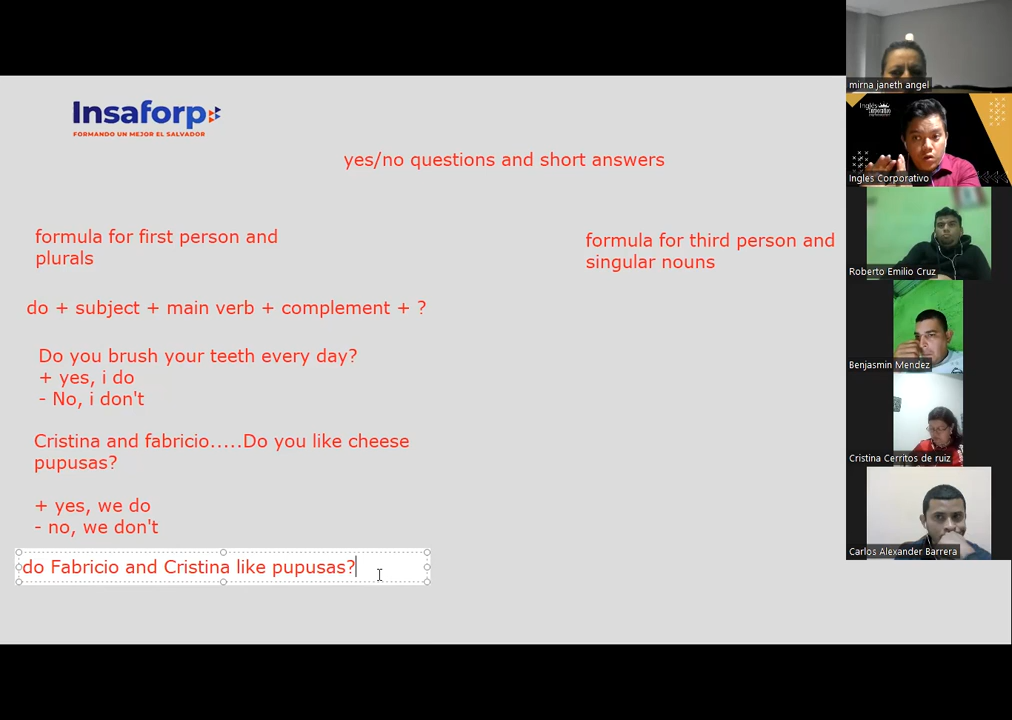 Insaforp
FORMANDO UN MEJOR EL SALVADOR
yes/no questions and short answers
formula for first person and
plurals
do + subject + main verb + complement + ?
Do you brush your teeth every day?
+ yes, i do
- No, i don't
Cristina and fabricio.....Do you like cheese
pupusas?
+ yes, we do
- no, we don't
do Fabricio and Cristina like pupusas?
formula for third person and
singular nouns
mirna janeth angel
Inglés Corporativo
Roberto Emilio Cruz
Benjasmin Mendez
Cristina Cerritos de ruiz
Carlos Alexander Barrera